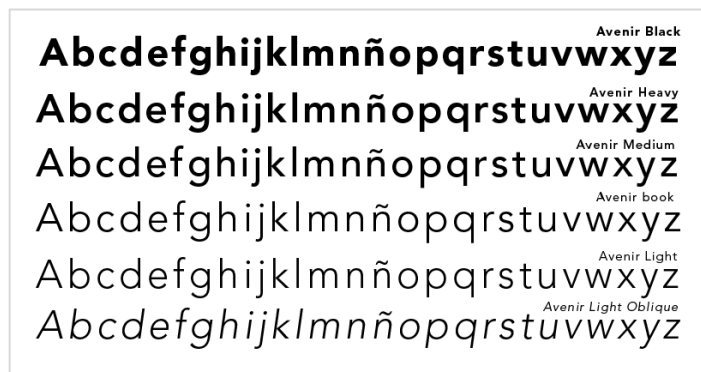 Avenir Black
Abcdefghijklmnñopqrstuvwxyz
Avenir Heavy
Abcdefghijklmnñopqrstuvwxyz
Avenir Medium
Abcdefghijklmnñopqrstuvwxyz
Avenir book
Abcdefghijklmnñopqrstuvwxyz
Avenir Light
Abcdefghijklmnñopqrstuvwxyz
Avenir Light Oblique
Abcdefghijklmnñopqrstuvwxyz